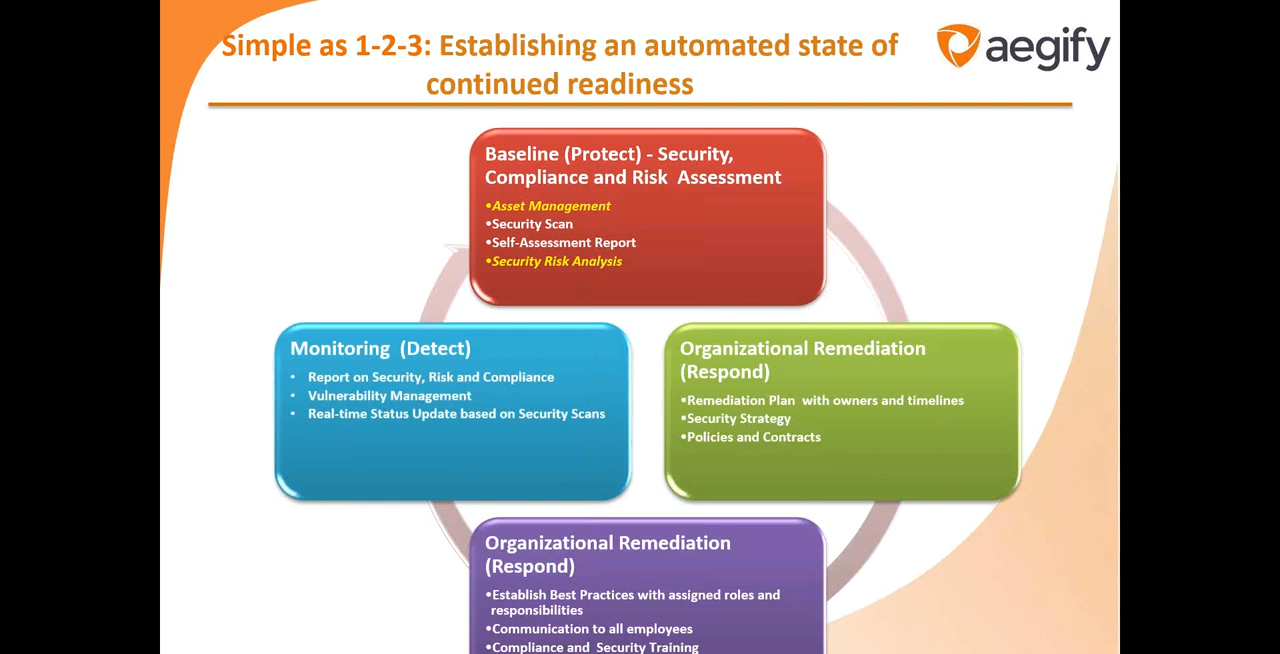 Simple as 1-2-3: Establishing an automated state of
continued readiness
aegify
Baseline (Protect) - Security,
Compliance and Risk Assessment
•Asset Management
•Security Scan
•Self-Assessment Report
•Security Risk Analysis
Monitoring (Detect)
• Report on Security, Risk and Compliance
• Vulnerability Management
• Real-time Status Update based on Security Scans
Organizational Remediation
(Respond)
•Remediation Plan with owners and timelines
•Security Strategy
•Policies and Contracts
Organizational Remediation
(Respond)
•Establish Best Practices with assigned roles and
responsibilities
•Communication to all employees
•Compliance and Security Training